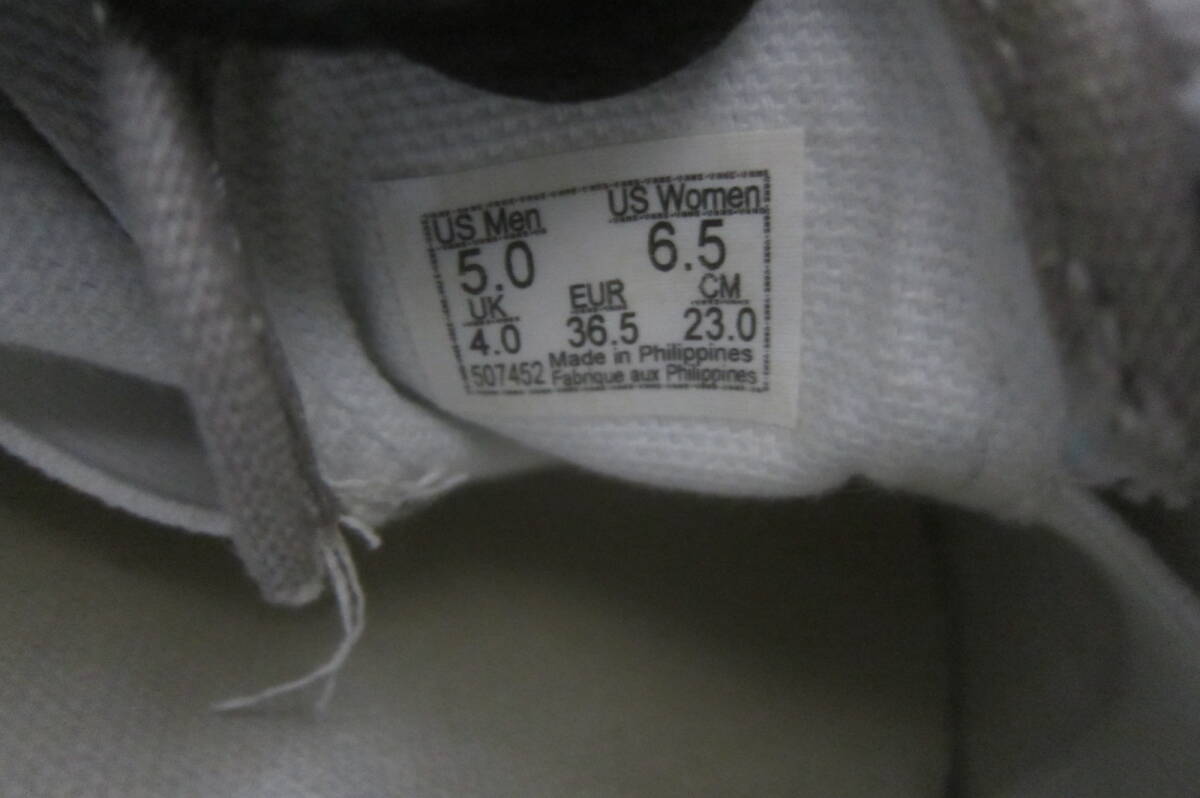 US Men US Women
5.0 6.5
UK EUR CM
4.0 36.5 23.0
Made in Philippines
507452 Fabrique aux Philippines